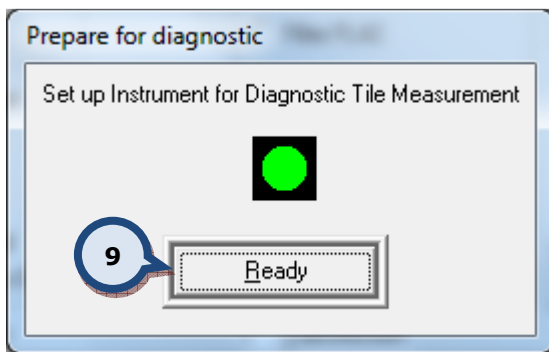 Prepare for diagnostic
Set up Instrument for Diagnostic Tile Measurement
9
Ready